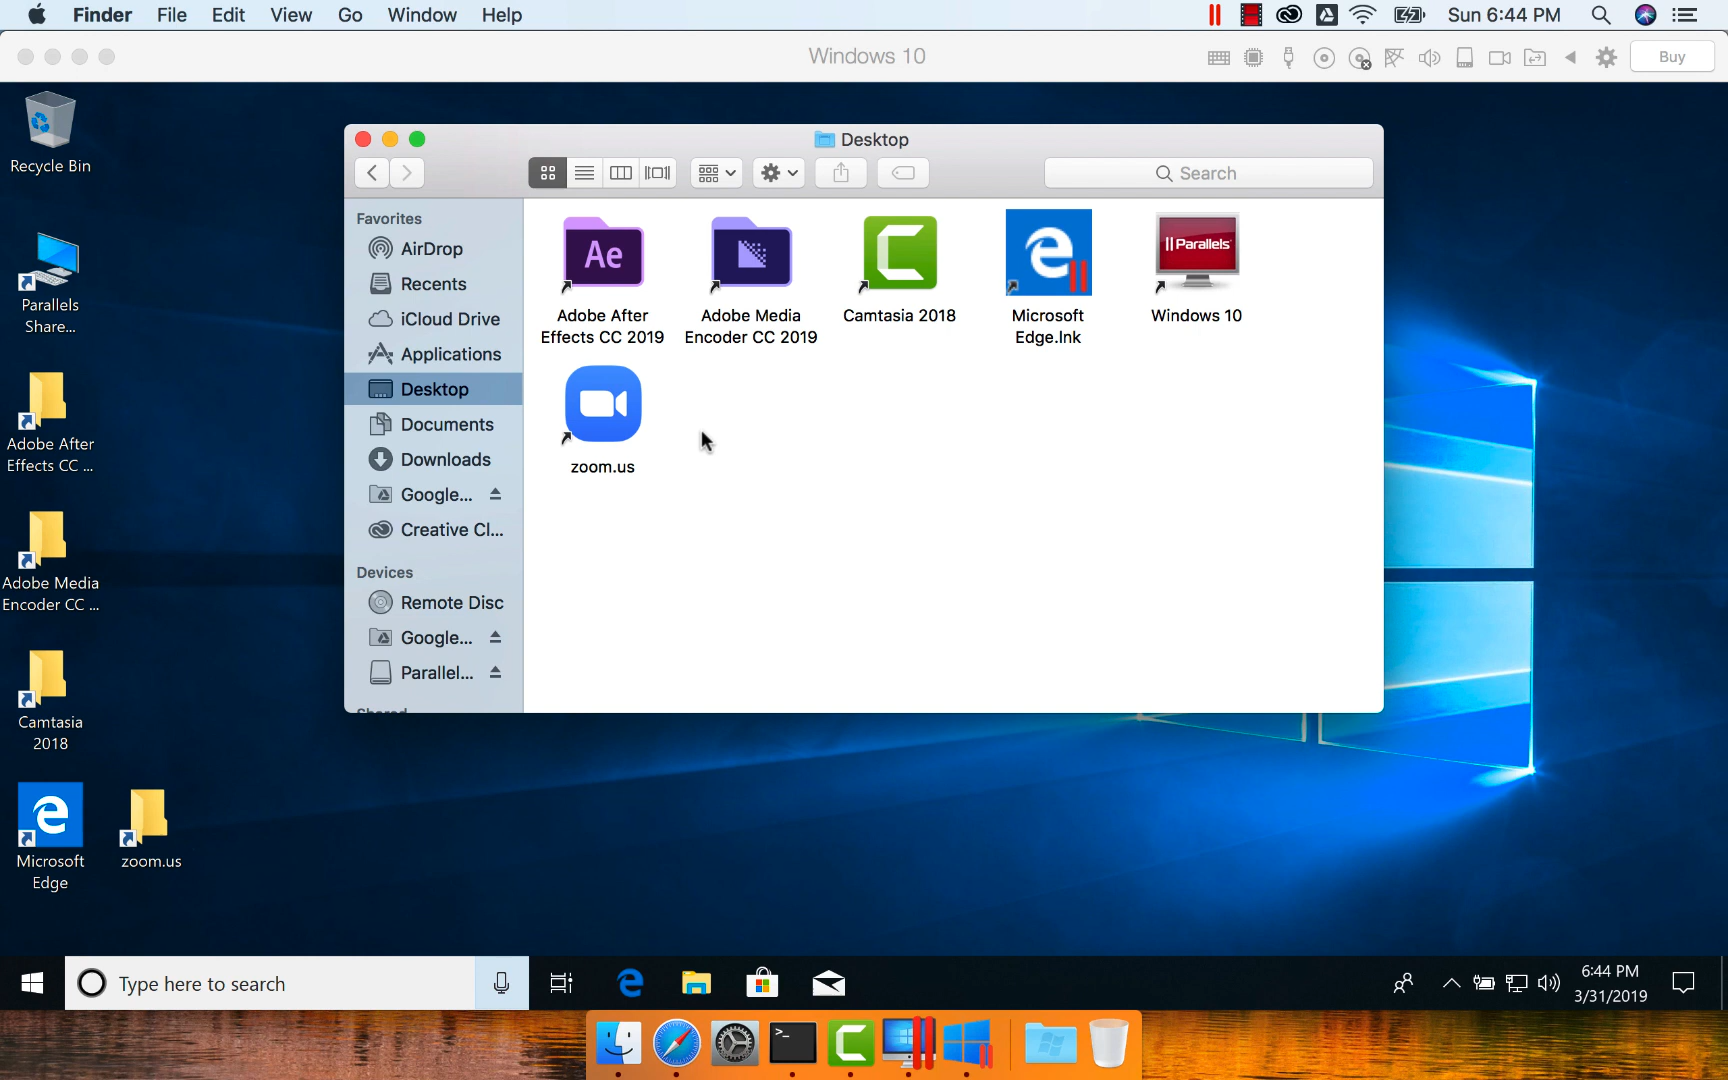 Finder File Edit View Go Window Help Sun 6:44 PM
Windows 10 Buy
Recycle Bin
Parallels
Share...
Adobe After
Effects CC ...
Adobe Media
Encoder CC ...
Camtasia
2018
Microsoft
Edge
zoom.us
Desktop
Search
Favorites
AirDrop
Recents
iCloud Drive
Applications
Desktop
Documents
Downloads
Google...
Creative Cl...
Devices
Remote Disc
Google...
Parallel...
Ae
Adobe After
Effects CC 2019
Adobe Media
Encoder CC 2019
Camtasia 2018
Microsoft
Edge.lnk
Parallels
Windows 10
zoom.us
Type here to search
6:44 PM
3/31/2019